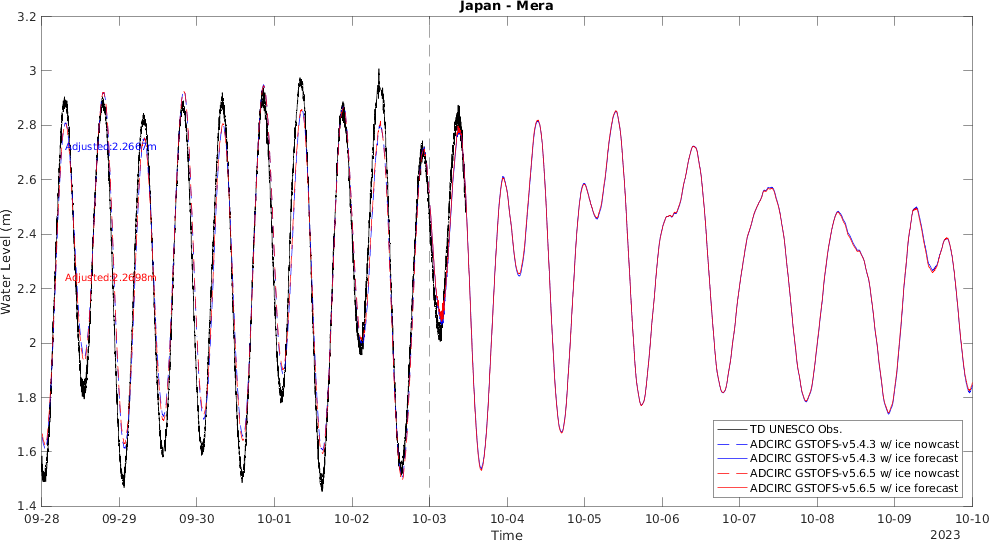 Japan - Mera
3.2
3
2.8
2.6
2.4
2.2
2
1.8
1.6
1.4
Water Level (m)
Adjusted:2.2667m
Adjusted:2.2698m
TD UNESCO Obs.
ADCIRC GSTOFS-v5.4.3 w/ ice nowcast
ADCIRC GSTOFS-v5.4.3 w/ ice forecast
ADCIRC GSTOFS-v5.6.5 w/ ice nowcast
ADCIRC GSTOFS-v5.6.5 w/ ice forecast
09-28 09-29 09-30 10-01 10-02 10-03 10-04 10-05 10-06 10-07 10-08 10-09 10-10
Time
2023